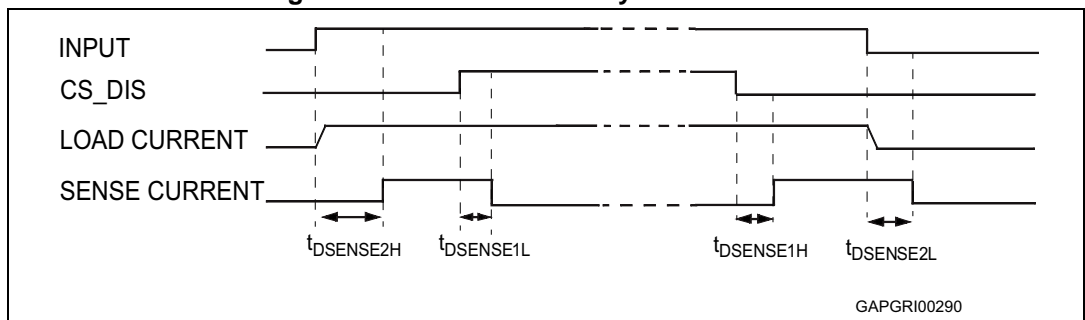 INPUT
CS_DIS
LOAD CURRENT
SENSE CURRENT
tDSENSE2H
tDSENSE1L
tDSENSE1H
tDSENSE2L
GAPGRI00290